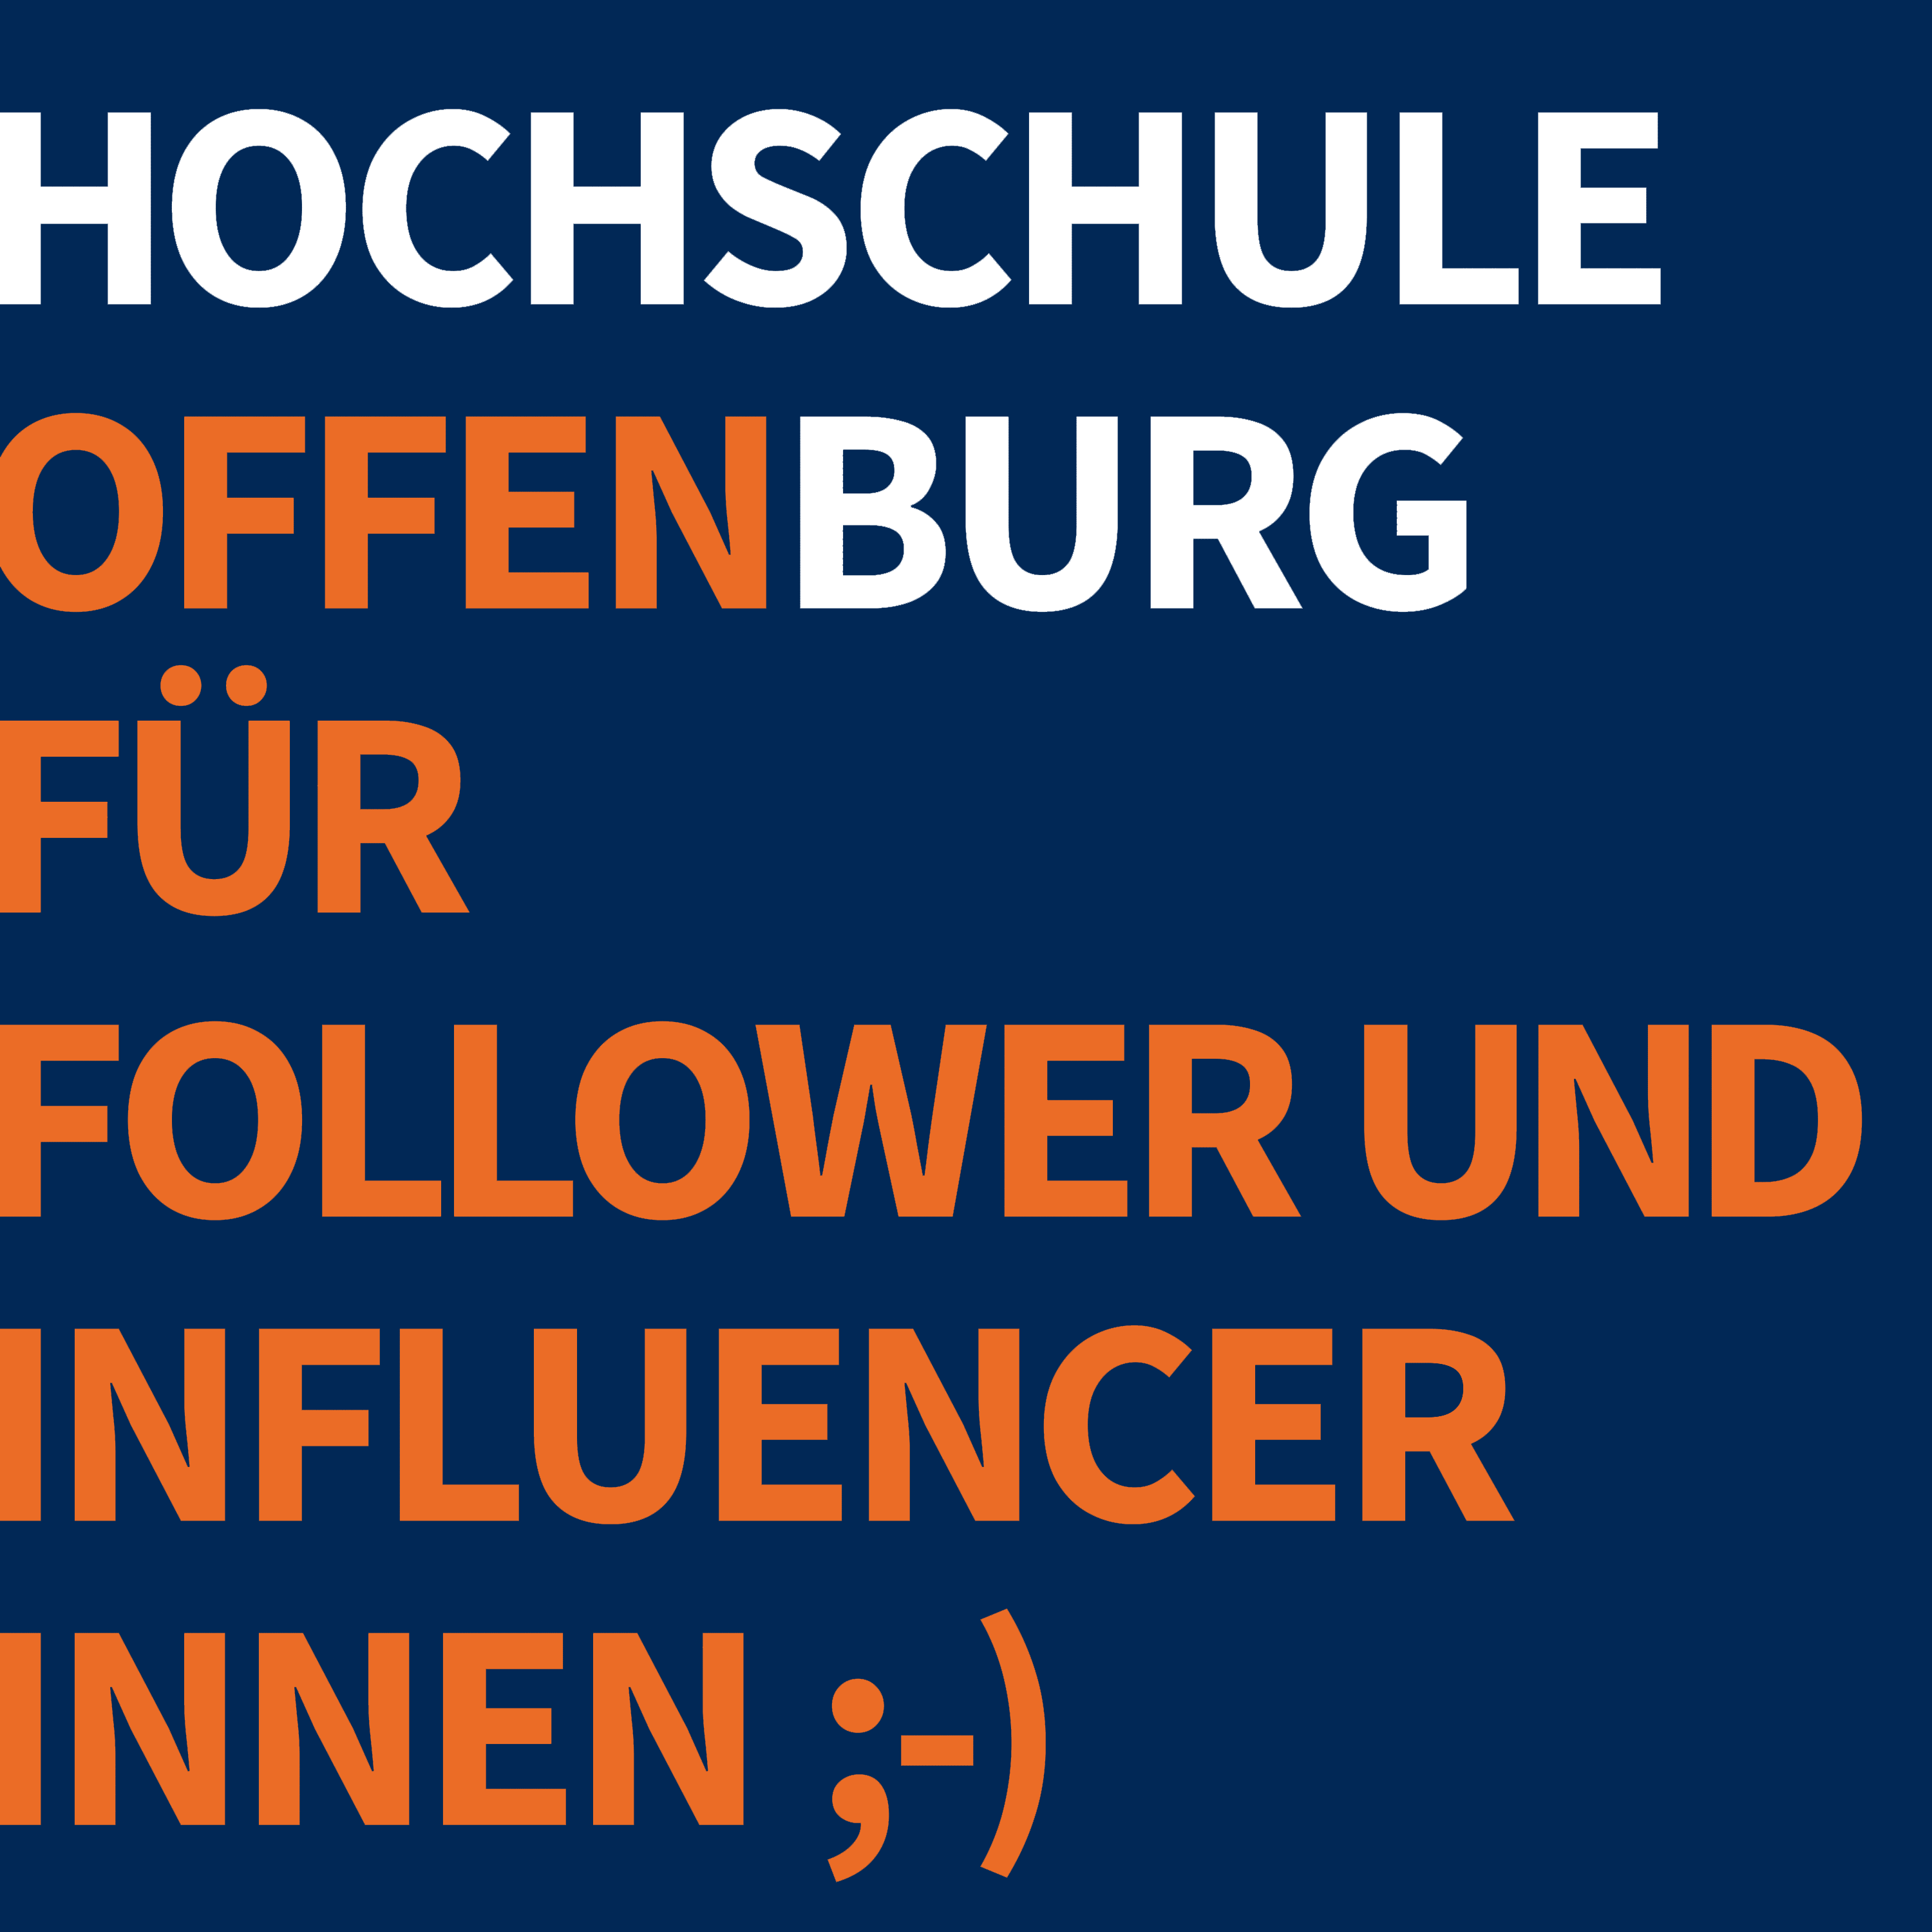 HOCHSCHULE
OFFENBURG
FÜR
FOLLOWER UND
INFLUENCER
INNEN ;-)